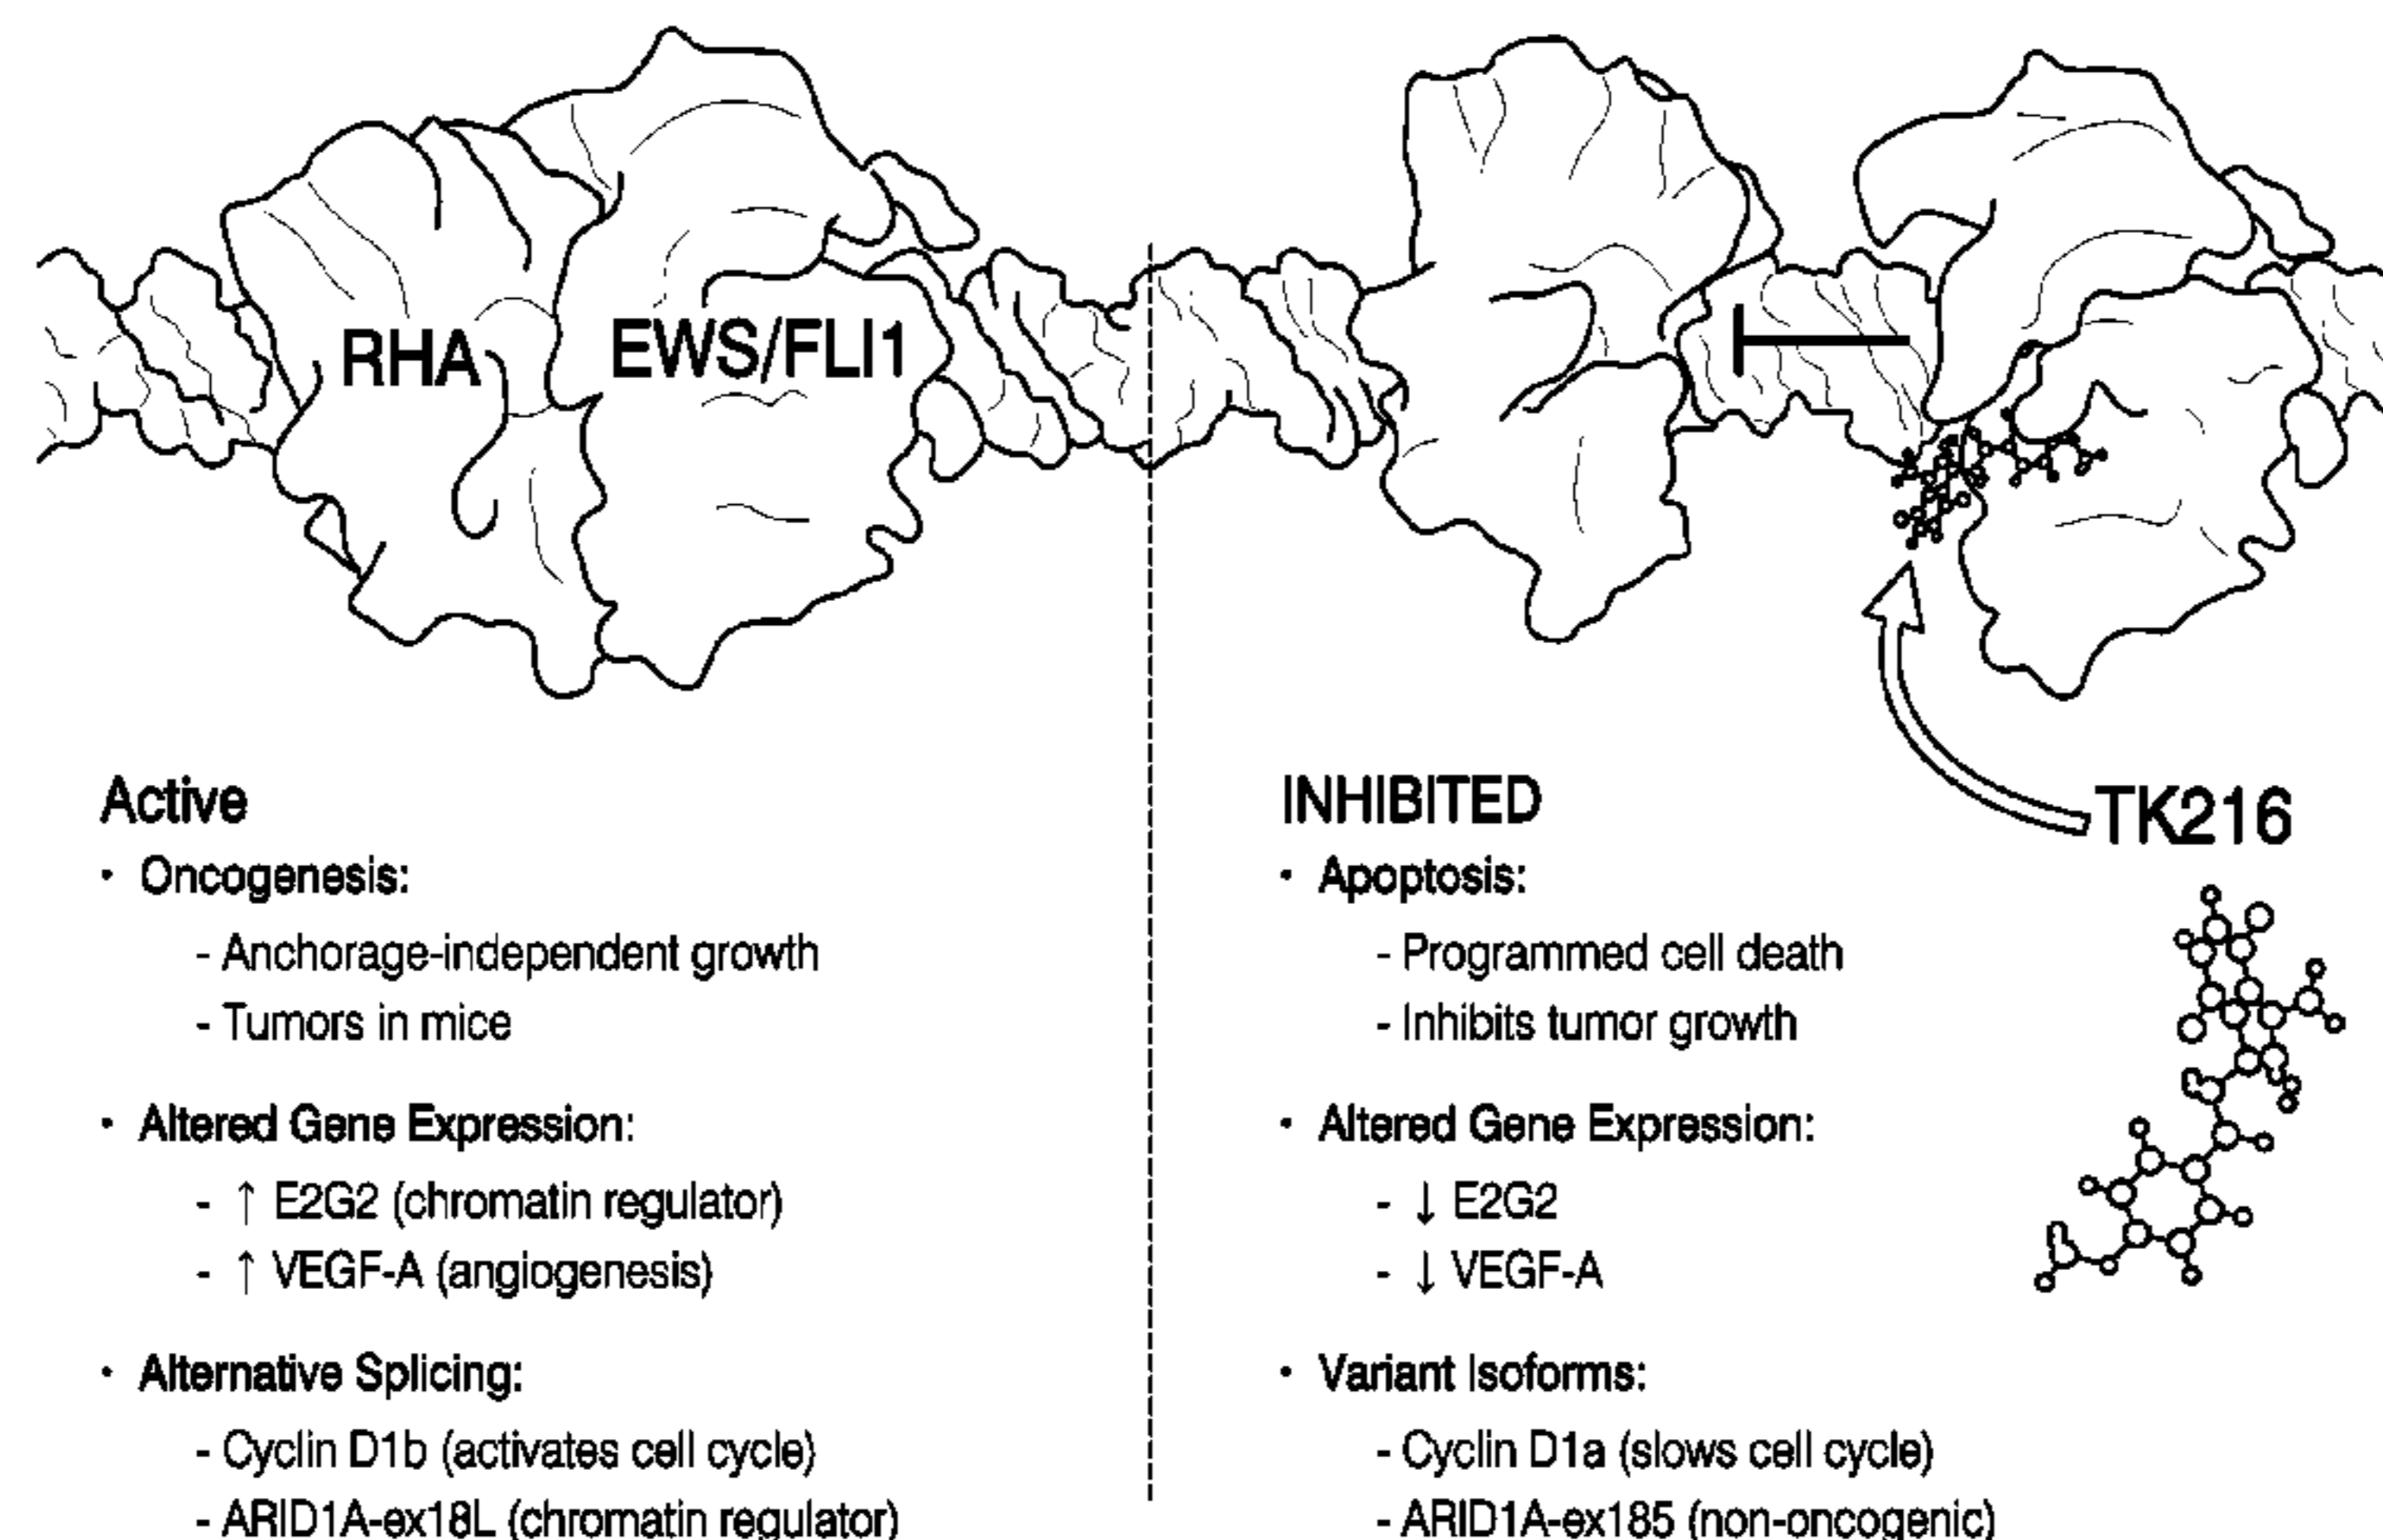 RHA
EWS/FLI1
Active
• Oncogenesis:
- Anchorage-independent growth
- Tumors in mice
• Altered Gene Expression:
- ↑ E2G2 (chromatin regulator)
- ↑ VEGF-A (angiogenesis)
• Alternative Splicing:
- Cyclin D1b (activates cell cycle)
- ARID1A-ex18L (chromatin regulator)
INHIBITED
• Apoptosis:
- Programmed cell death
- Inhibits tumor growth
• Altered Gene Expression:
- ↓ E2G2
- ↓ VEGF-A
• Variant Isoforms:
- Cyclin D1a (slows cell cycle)
- ARID1A-ex185 (non-oncogenic)
TK216